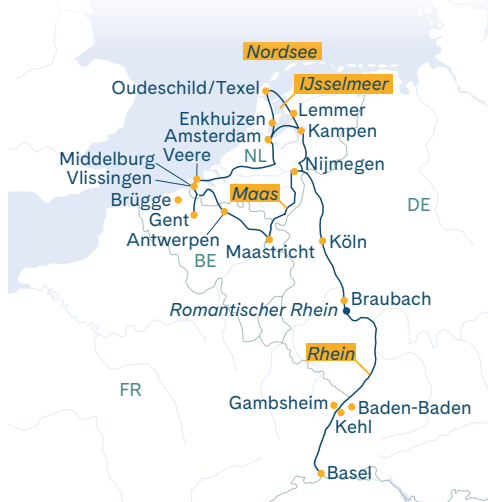 Nordsee
IJsselmeer
Oudeschild/Texel
Lemmer
Enkhuizen
Kampen
Amsterdam
NL
Middelburg
Veere
Nijmegen
Vlissingen
Maas
Brügge
DE
Gent
Antwerpen
Köln
Maastricht
BE
Braubach
Romantischer Rhein
Rhein
FR
Gambsheim
Baden-Baden
Kehl
Basel